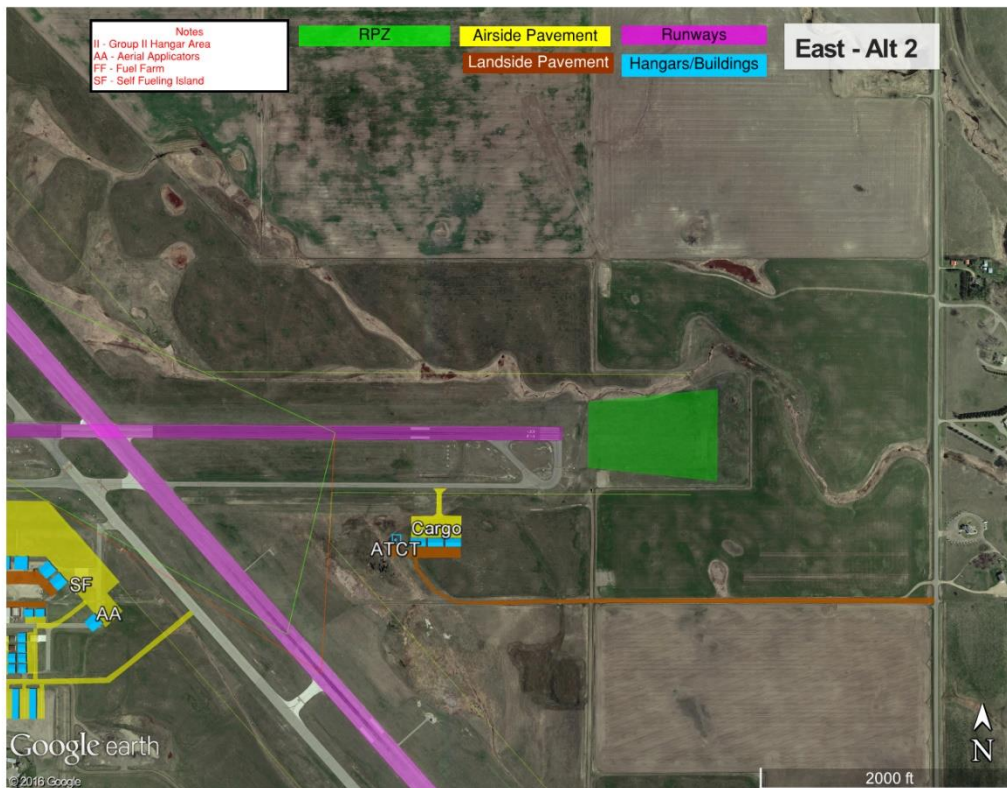 Notes
II - Group II Hangar Area
AA - Aerial Applicators
FF - Fuel Farm
SF - Self Fueling Island
RPZ
Airside Pavement
Runways
Landside Pavement
Hangars/Buildings
East - Alt 2
Cargo
ATCT
SF
AA
Google earth
© 2016 Google
N
2000 ft